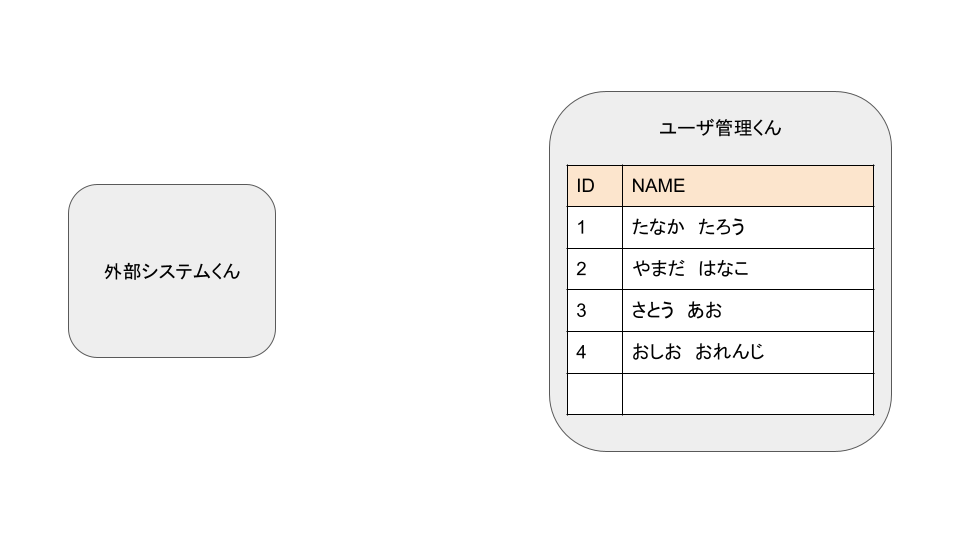 外部システムくん
ユーザ管理くん
ID NAME
1 たなか　たろう
2 やまだ　はなこ
3 さとう　あお
4 おしお　おれんじ